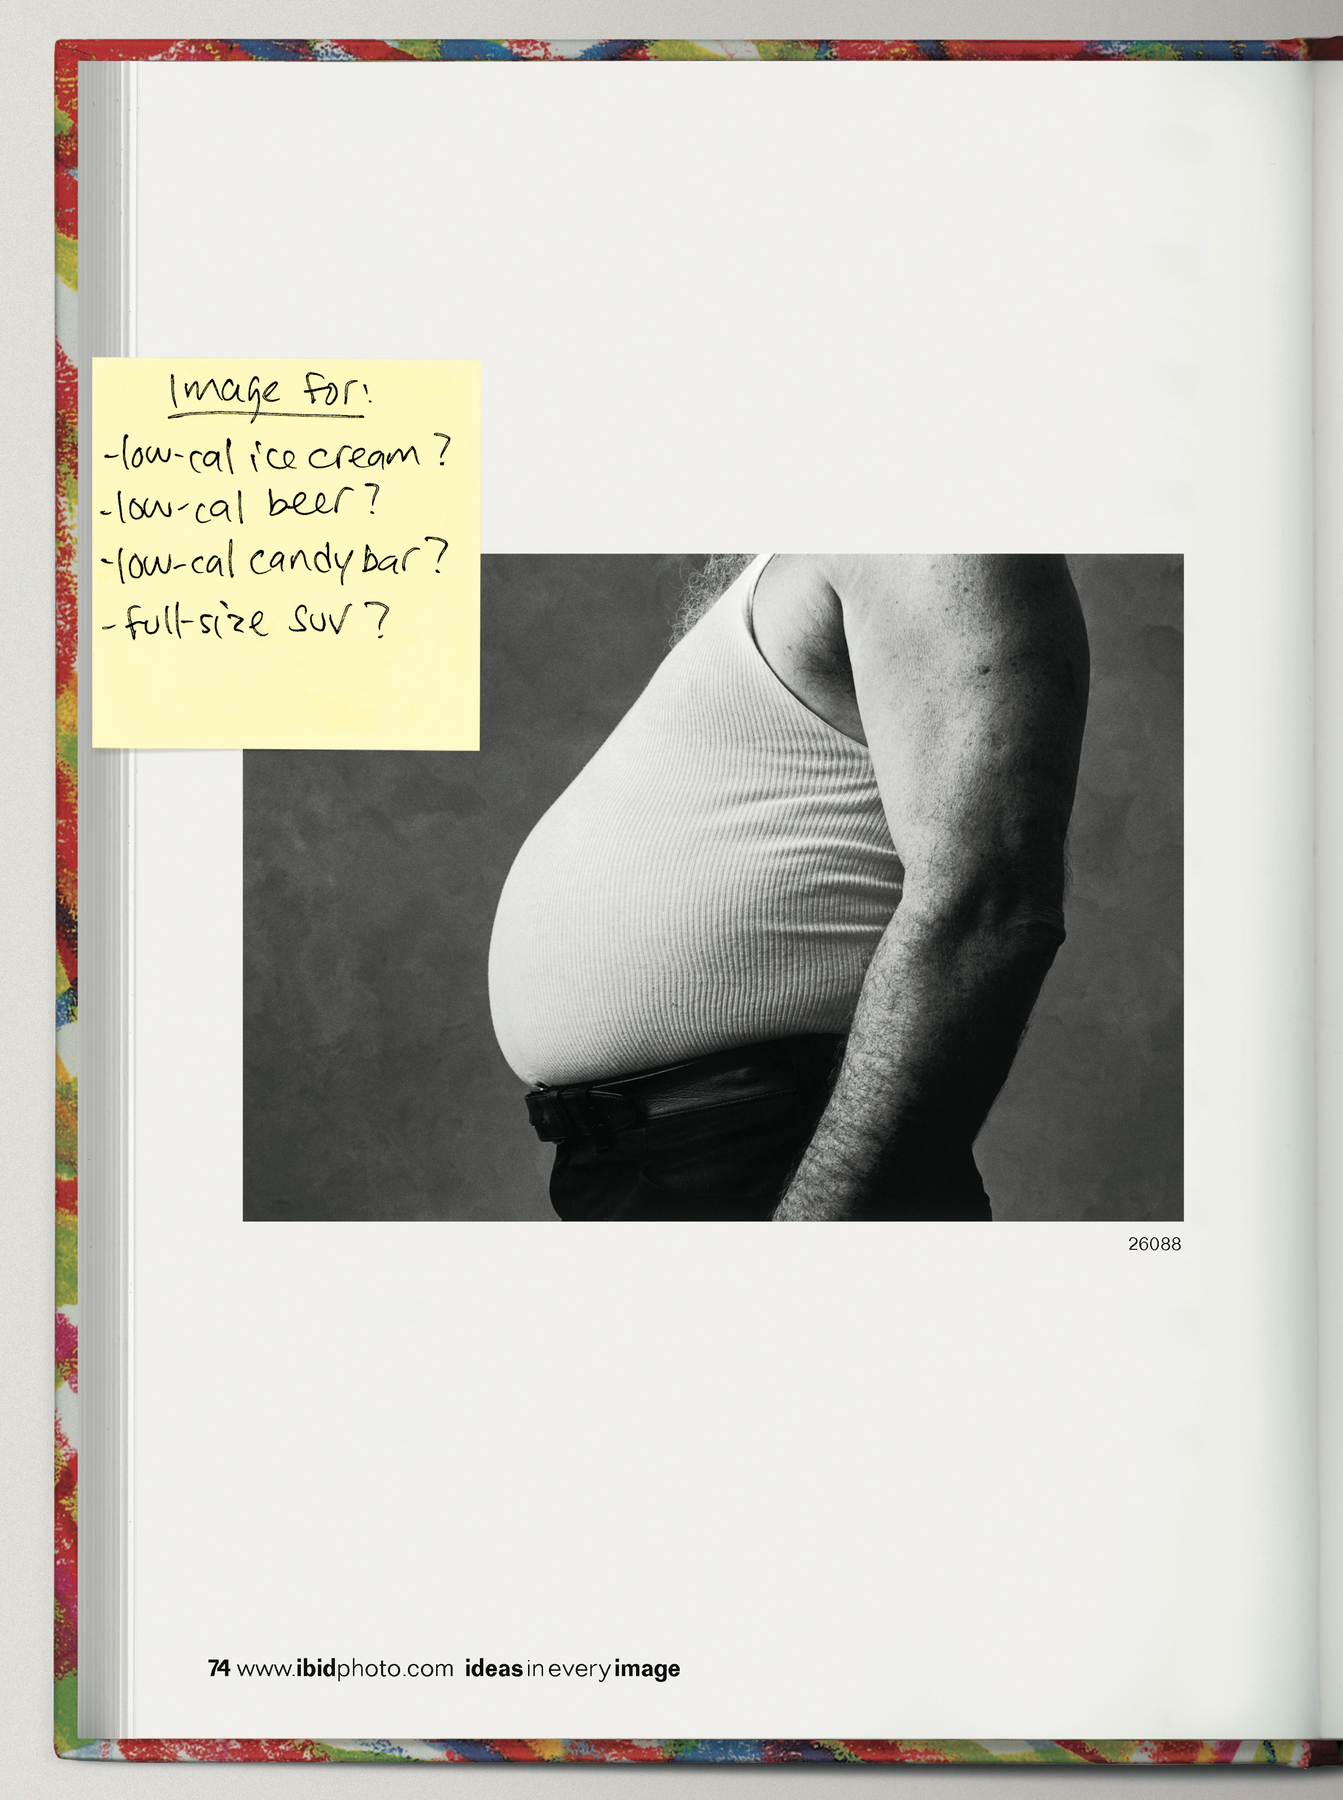 Image for:
-low-cal ice cream?
-low-cal beer?
-low-cal candy bar?
-full-size suv?
26088
74 www.ibidphoto.com ideas in every image